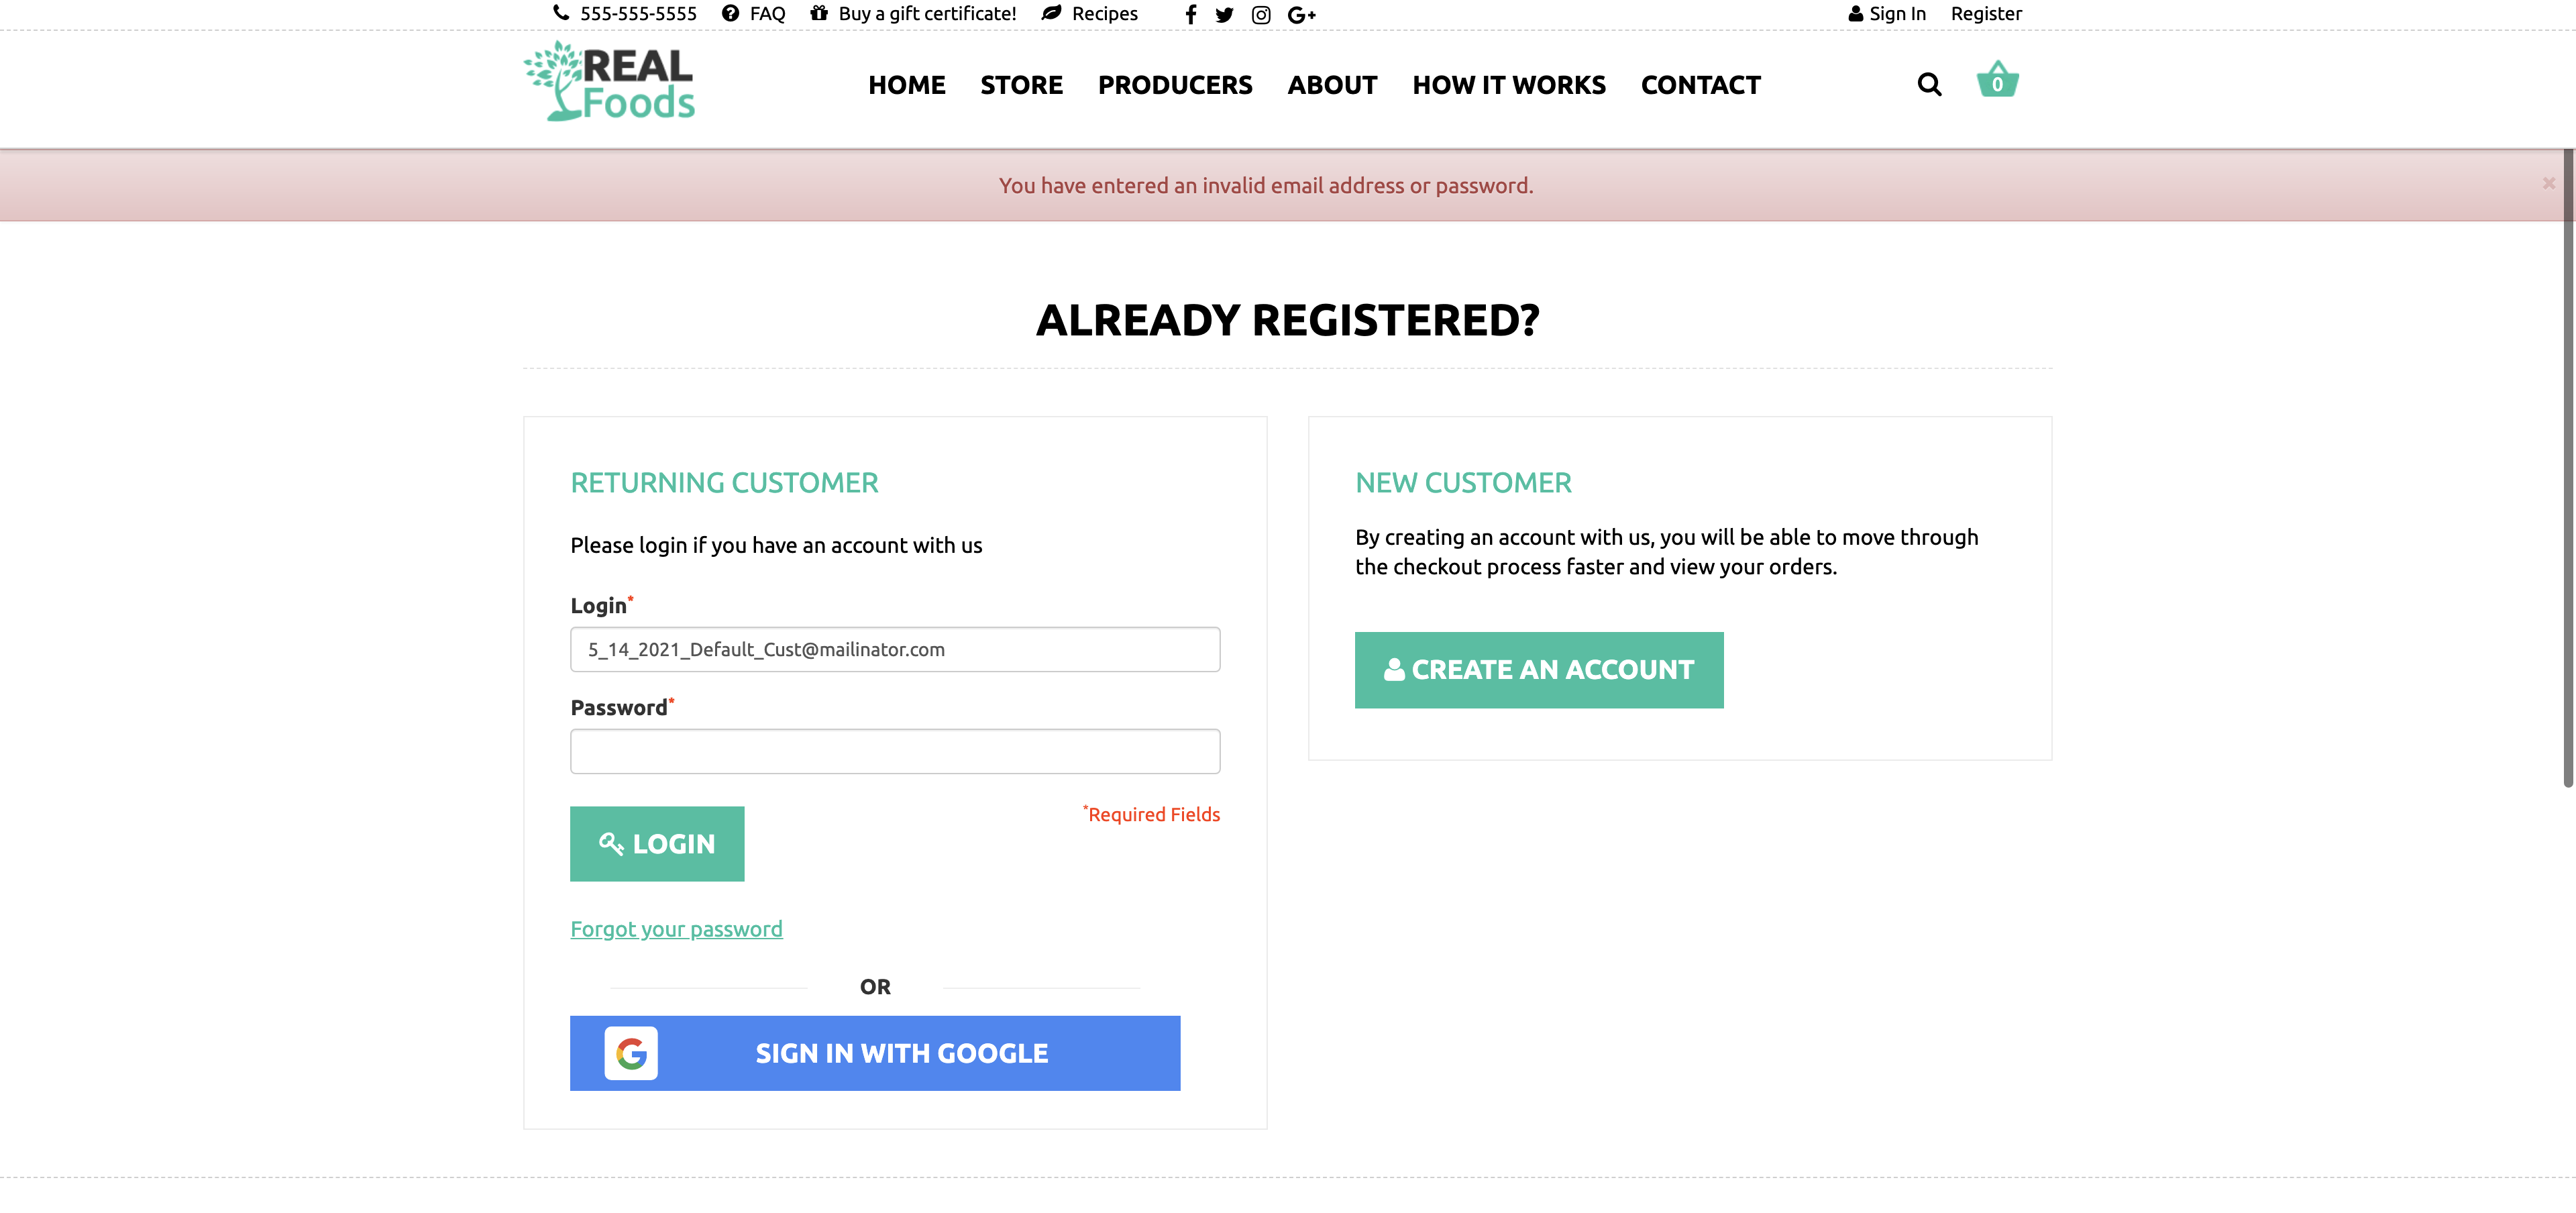 555-555-5555 FAQ Buy a gift certificate! Recipes Sign In Register
REAL
Foods
HOME STORE PRODUCERS ABOUT HOW IT WORKS CONTACT 0
You have entered an invalid email address or password. ×
ALREADY REGISTERED?
RETURNING CUSTOMER
Please login if you have an account with us
Login*
5_14_2021_Default_Cust@mailinator.com
Password*
*Required Fields
LOGIN
Forgot your password
OR
SIGN IN WITH GOOGLE
NEW CUSTOMER
By creating an account with us, you will be able to move through
the checkout process faster and view your orders.
CREATE AN ACCOUNT